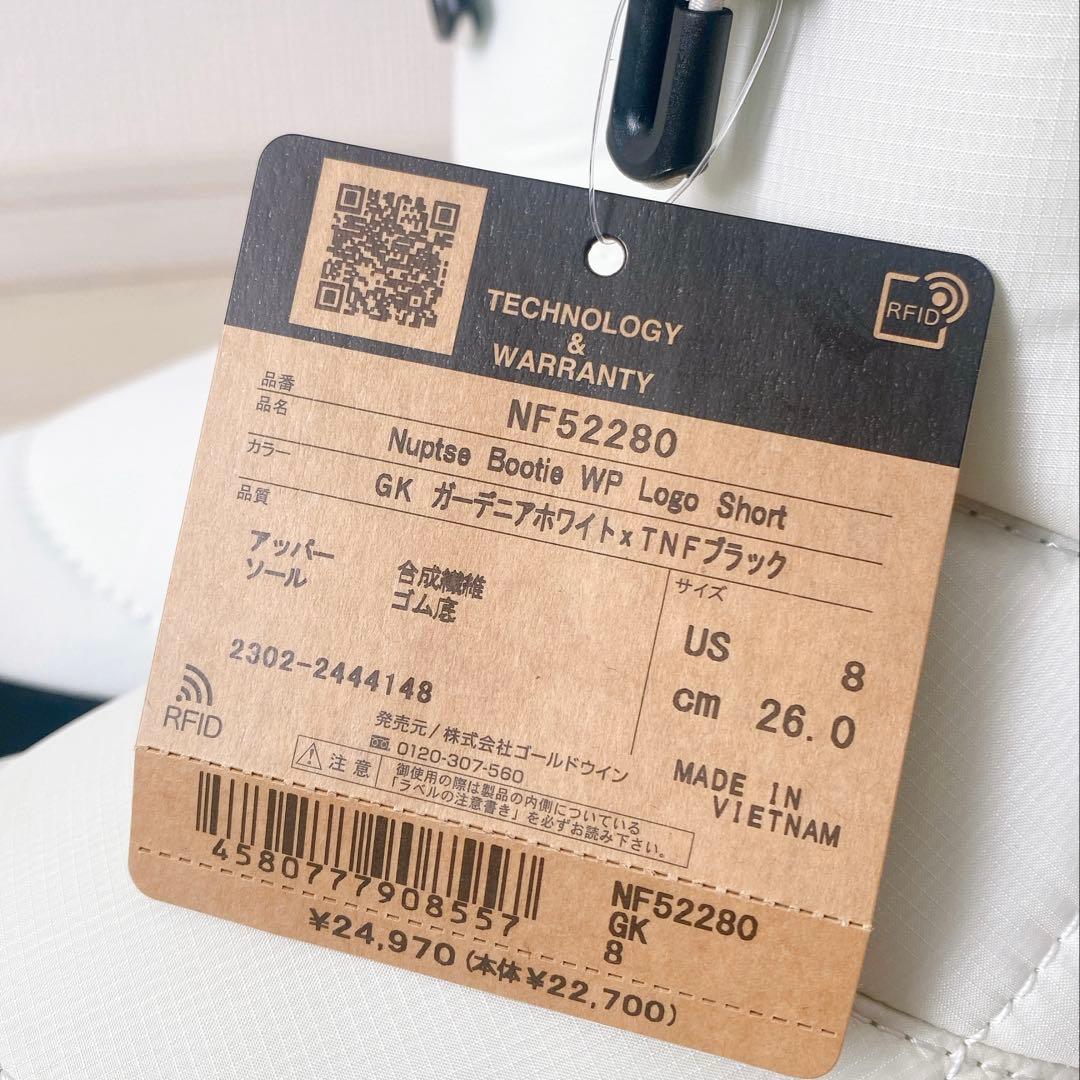 TECHNOLOGY
&
WARRANTY
RFID
品番
NF52280
品名
Nuptse Bootie WP Logo Short
カラー
GK ガーデニアホワイトxTNFブラック
品質
アッパー 合成繊維
ソール ゴム底
サイズ
US 8
cm 26.0
2302-2444148
RFID
発売元/株式会社ゴールドウイン
0120-307-560
注意
御使用の際は製品の内側についている
「ラベルの注意書き」を必ずお読み下さい。
MADE IN
VIETNAM
4580777908557
NF52280
GK
8
¥24,970(本体¥22,700)